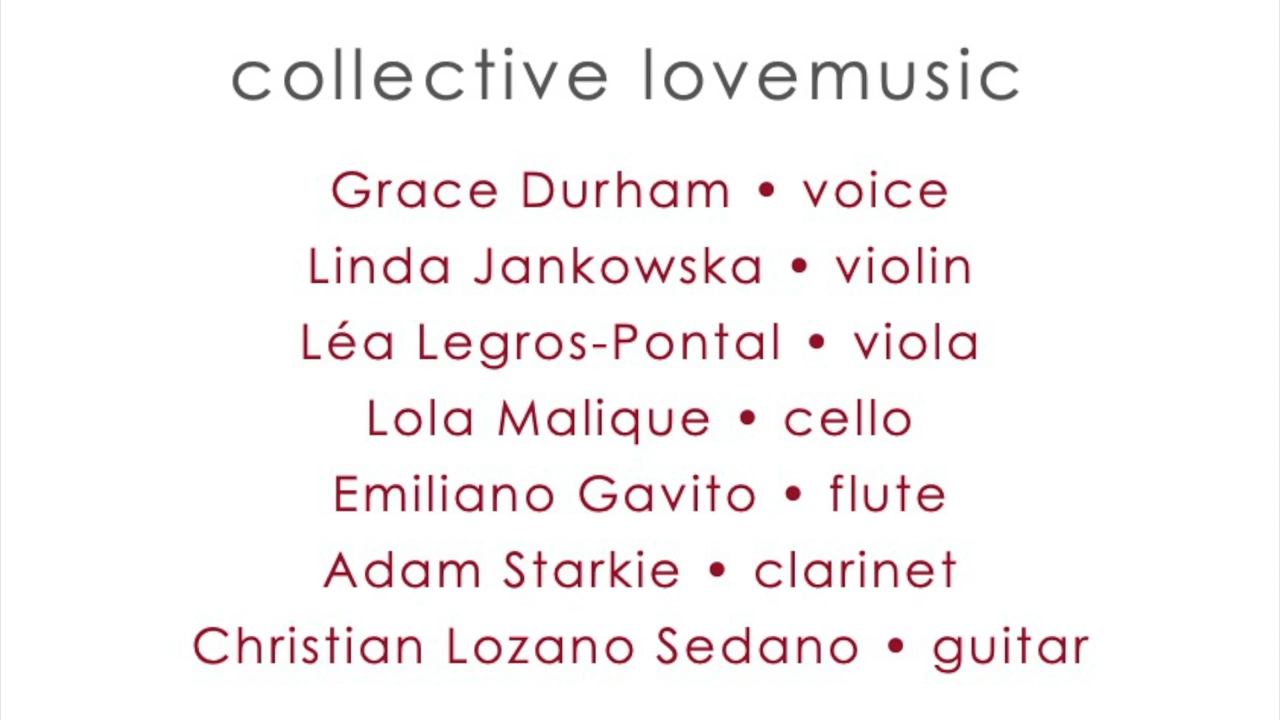 collective lovemusic
Grace Durham • voice
Linda Jankowska • violin
Léa Legros-Pontal • viola
Lola Malique • cello
Emiliano Gavito • flute
Adam Starkie • clarinet
Christian Lozano Sedano • guitar